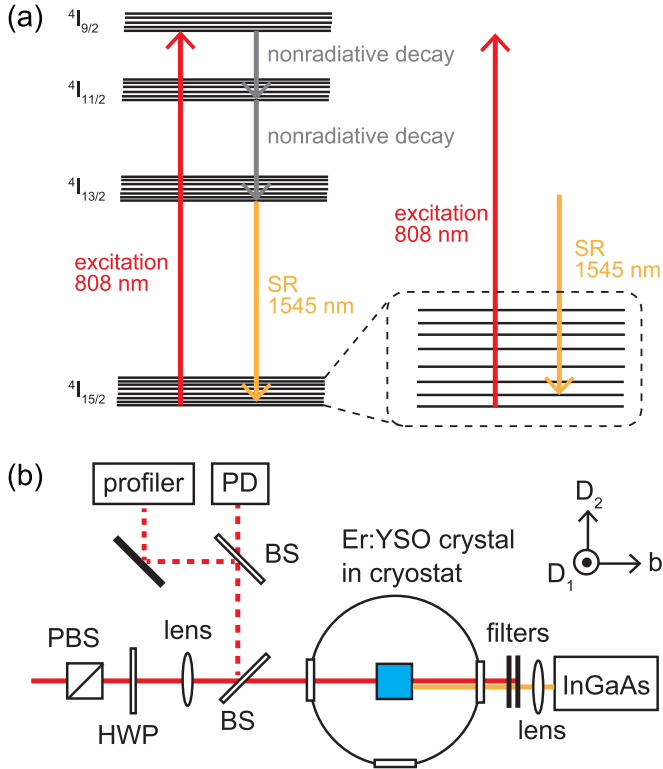 (a)
⁴I₉/₂
nonradiative decay
⁴I₁₁/₂
nonradiative decay
⁴I₁₃/₂
excitation
808 nm
SR
1545 nm
excitation
808 nm
SR
1545 nm
⁴I₁₅/₂
(b)
profiler
PD
BS
Er:YSO crystal
in cryostat
D₂
D₁
b
PBS
lens
filters
HWP
BS
lens
InGaAs